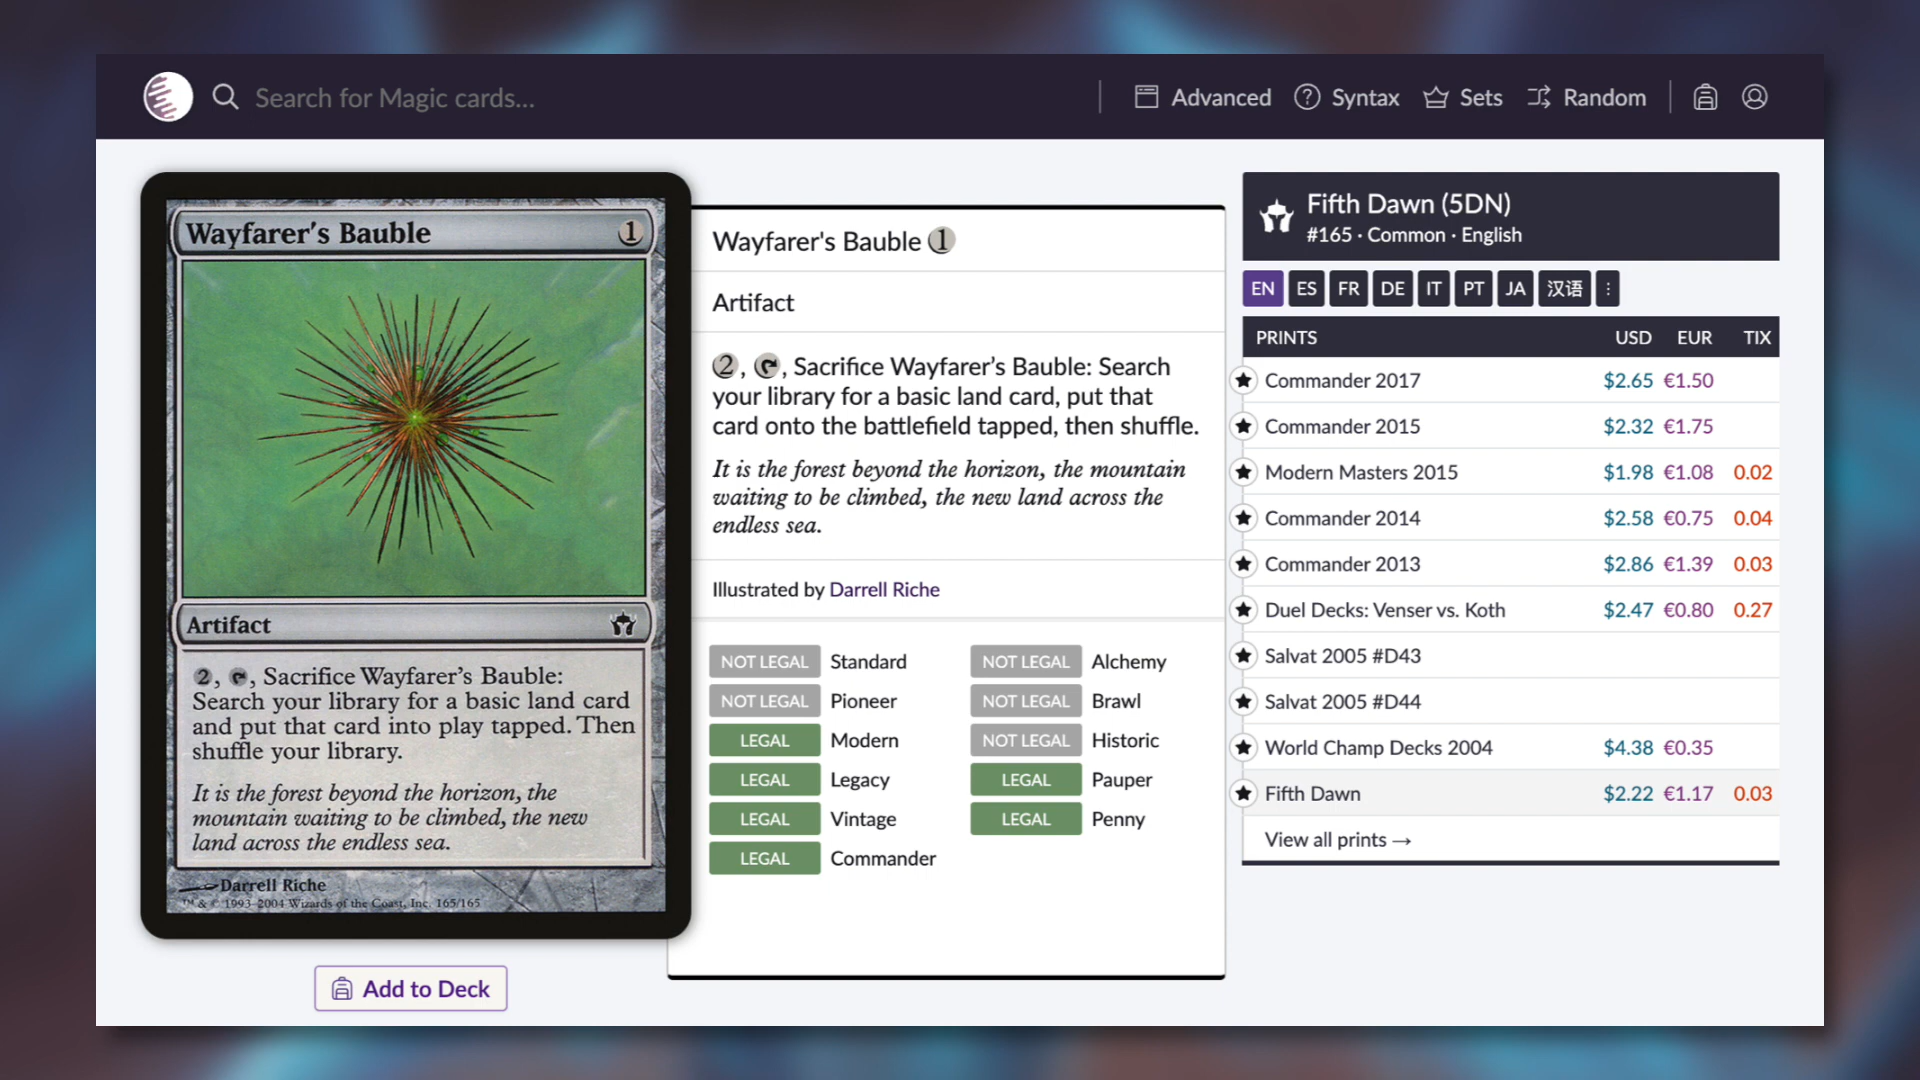 Search for Magic cards...
Advanced
Syntax
Sets
Random
Wayfarer's Bauble 1
Artifact
2, , Sacrifice Wayfarer's Bauble:
Search your library for a basic land card
and put that card into play tapped. Then
shuffle your library.
It is the forest beyond the horizon, the
mountain waiting to be climbed, the new
land across the endless sea.
Darrell Riche
™ & © 1993–2004 Wizards of the Coast, Inc. 165/165
Add to Deck
Wayfarer's Bauble 1
Artifact
2, , Sacrifice Wayfarer's Bauble: Search
your library for a basic land card, put that
card onto the battlefield tapped, then shuffle.
It is the forest beyond the horizon, the mountain
waiting to be climbed, the new land across the
endless sea.
Illustrated by Darrell Riche
NOT LEGAL Standard NOT LEGAL Alchemy
NOT LEGAL Pioneer NOT LEGAL Brawl
LEGAL Modern NOT LEGAL Historic
LEGAL Legacy LEGAL Pauper
LEGAL Vintage LEGAL Penny
LEGAL Commander
Fifth Dawn (5DN)
#165 · Common · English
EN ES FR DE IT PT JA 汉语 ⋮
PRINTS USD EUR TIX
Commander 2017 $2.65 €1.50
Commander 2015 $2.32 €1.75
Modern Masters 2015 $1.98 €1.08 0.02
Commander 2014 $2.58 €0.75 0.04
Commander 2013 $2.86 €1.39 0.03
Duel Decks: Venser vs. Koth $2.47 €0.80 0.27
Salvat 2005 #D43
Salvat 2005 #D44
World Champ Decks 2004 $4.38 €0.35
Fifth Dawn $2.22 €1.17 0.03
View all prints →